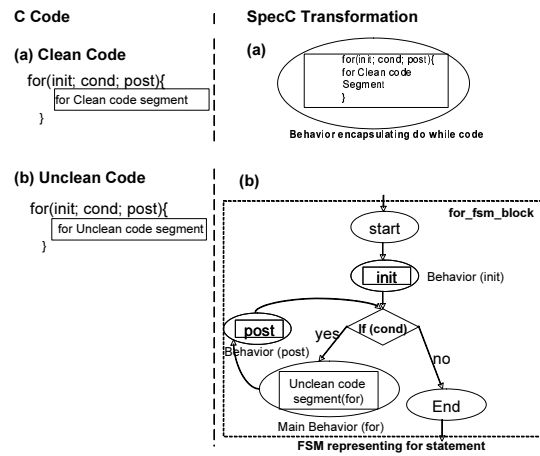 C Code
SpecC Transformation
(a) Clean Code
(a)
for(init; cond; post){
for Clean code segment
}
for(init; cond; post){
for Clean code
Segment
}
Behavior encapsulating do while code
(b) Unclean Code
(b)
for(init; cond; post){
for Unclean code segment
}
for_fsm_block
start
init
Behavior (init)
post
If (cond)
yes
Behavior (post)
no
Unclean code
segment(for)
End
Main Behavior (for)
FSM representing for statement